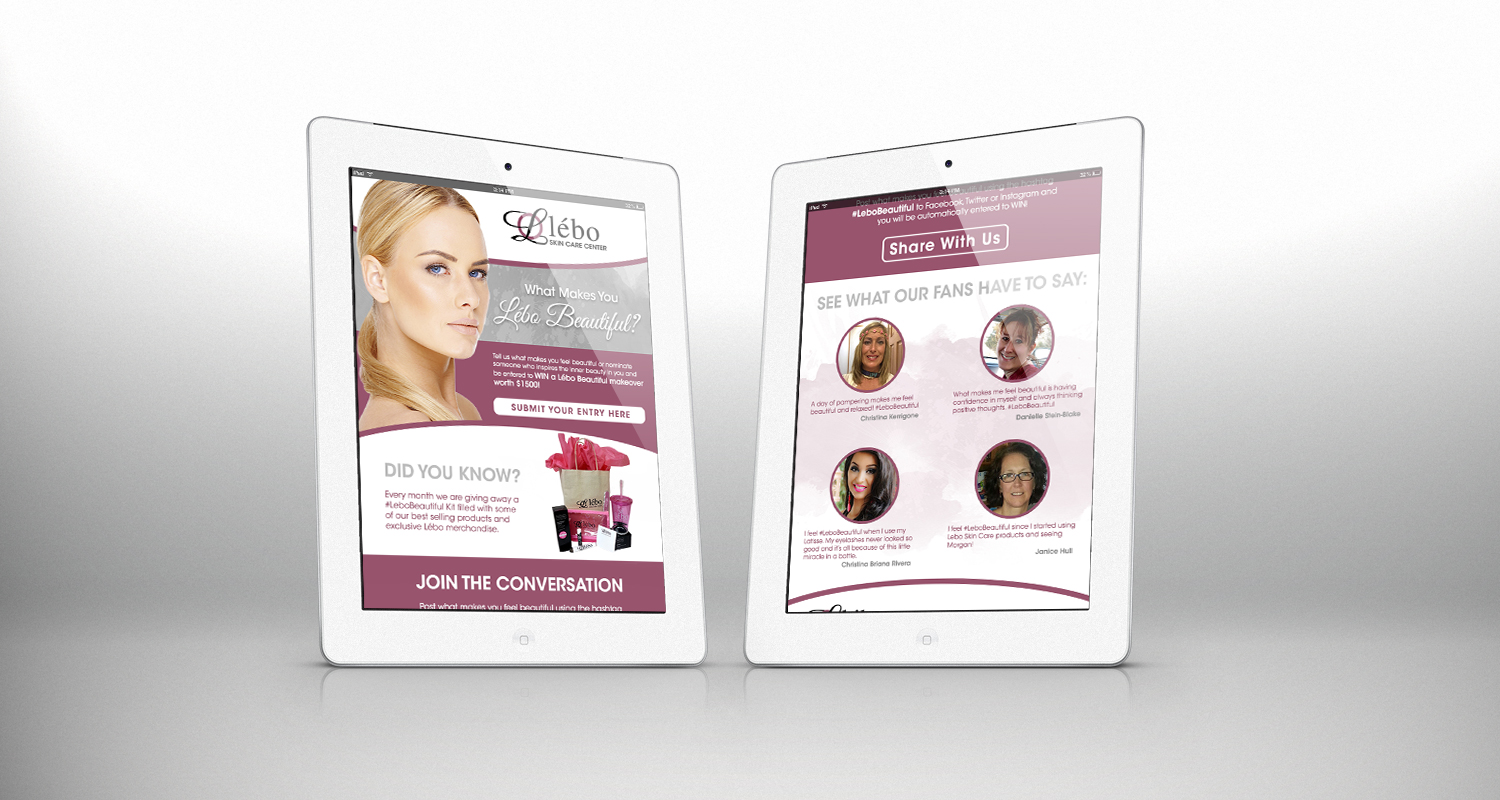 iPad
3:14 PM
52 %
lébo
SKIN CARE CENTER
What Makes You
Lébo Beautiful?
Tell us what makes you feel beautiful or nominate
someone who inspires the inner beauty in you and
be entered to WIN a Lébo Beautiful makeover
worth $1500!
SUBMIT YOUR ENTRY HERE
DID YOU KNOW?
Every month we are giving away a
#LeboBeautiful Kit filled with some
of our best selling products and
exclusive Lébo merchandise.
lébo
JOIN THE CONVERSATION
Post what makes you feel beautiful using the hashtag
iPad
3:14 PM
52 %
Post what makes you feel beautiful using the hashtag
#LeboBeautiful to Facebook, Twitter or Instagram and
you will be automatically entered to WIN!
Share With Us
SEE WHAT OUR FANS HAVE TO SAY:
A day of pampering makes me feel
beautiful and relaxed! #LeboBeautiful
Christina Kerrigone
What makes me feel beautiful is having
confidence in myself and always thinking
positive thoughts. #LeboBeautiful
Danielle Stein-Blake
I feel #LeboBeautiful when I use my
Latisse. My eyelashes never looked so
good and it's all because of this little
miracle in a bottle.
Christina Briana Rivera
I feel #LeboBeautiful since I started using
Lebo Skin Care products and seeing
Morgan!
Janice Hull